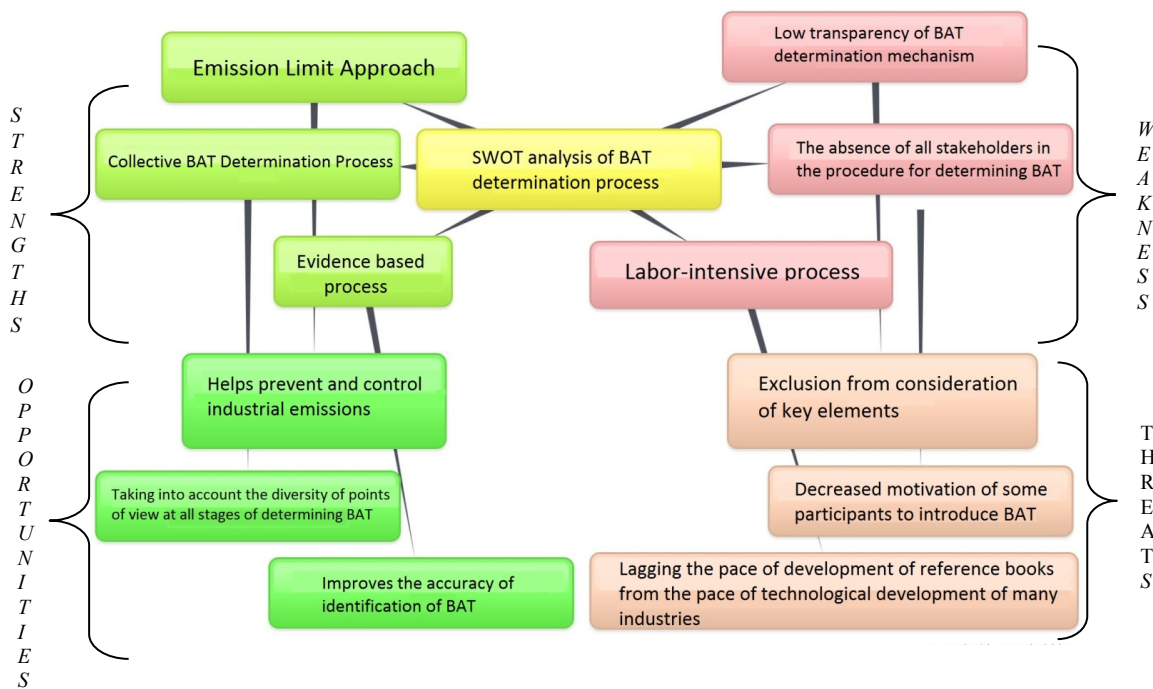 Emission Limit Approach
Low transparency of BAT
determination mechanism
S
T
R
E
N
G
T
H
S
Collective BAT Determination Process
SWOT analysis of BAT
determination process
The absence of all stakeholders in
the procedure for determining BAT
W
E
A
K
N
E
S
S
Evidence based
process
Labor-intensive process
O
P
P
O
R
T
U
N
I
T
I
E
S
Helps prevent and control
industrial emissions
Exclusion from consideration
of key elements
T
H
R
E
A
T
S
Taking into account the diversity of points
of view at all stages of determining BAT
Decreased motivation of some
participants to introduce BAT
Improves the accuracy of
identification of BAT
Lagging the pace of development of reference books
from the pace of technological development of many
industries